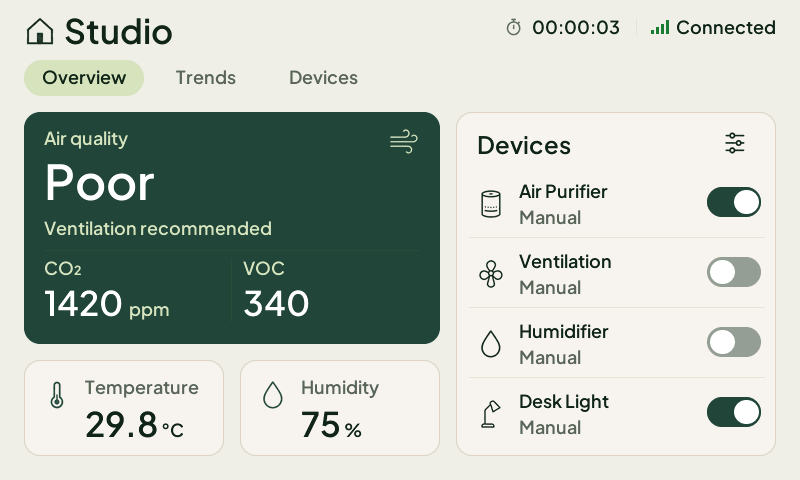 Studio
00:00:03
Connected
Overview
Trends
Devices
Air quality
Poor
Ventilation recommended
CO₂
1420 ppm
VOC
340
Temperature
29.8 °C
Humidity
75 %
Devices
Air Purifier
Manual
Ventilation
Manual
Humidifier
Manual
Desk Light
Manual